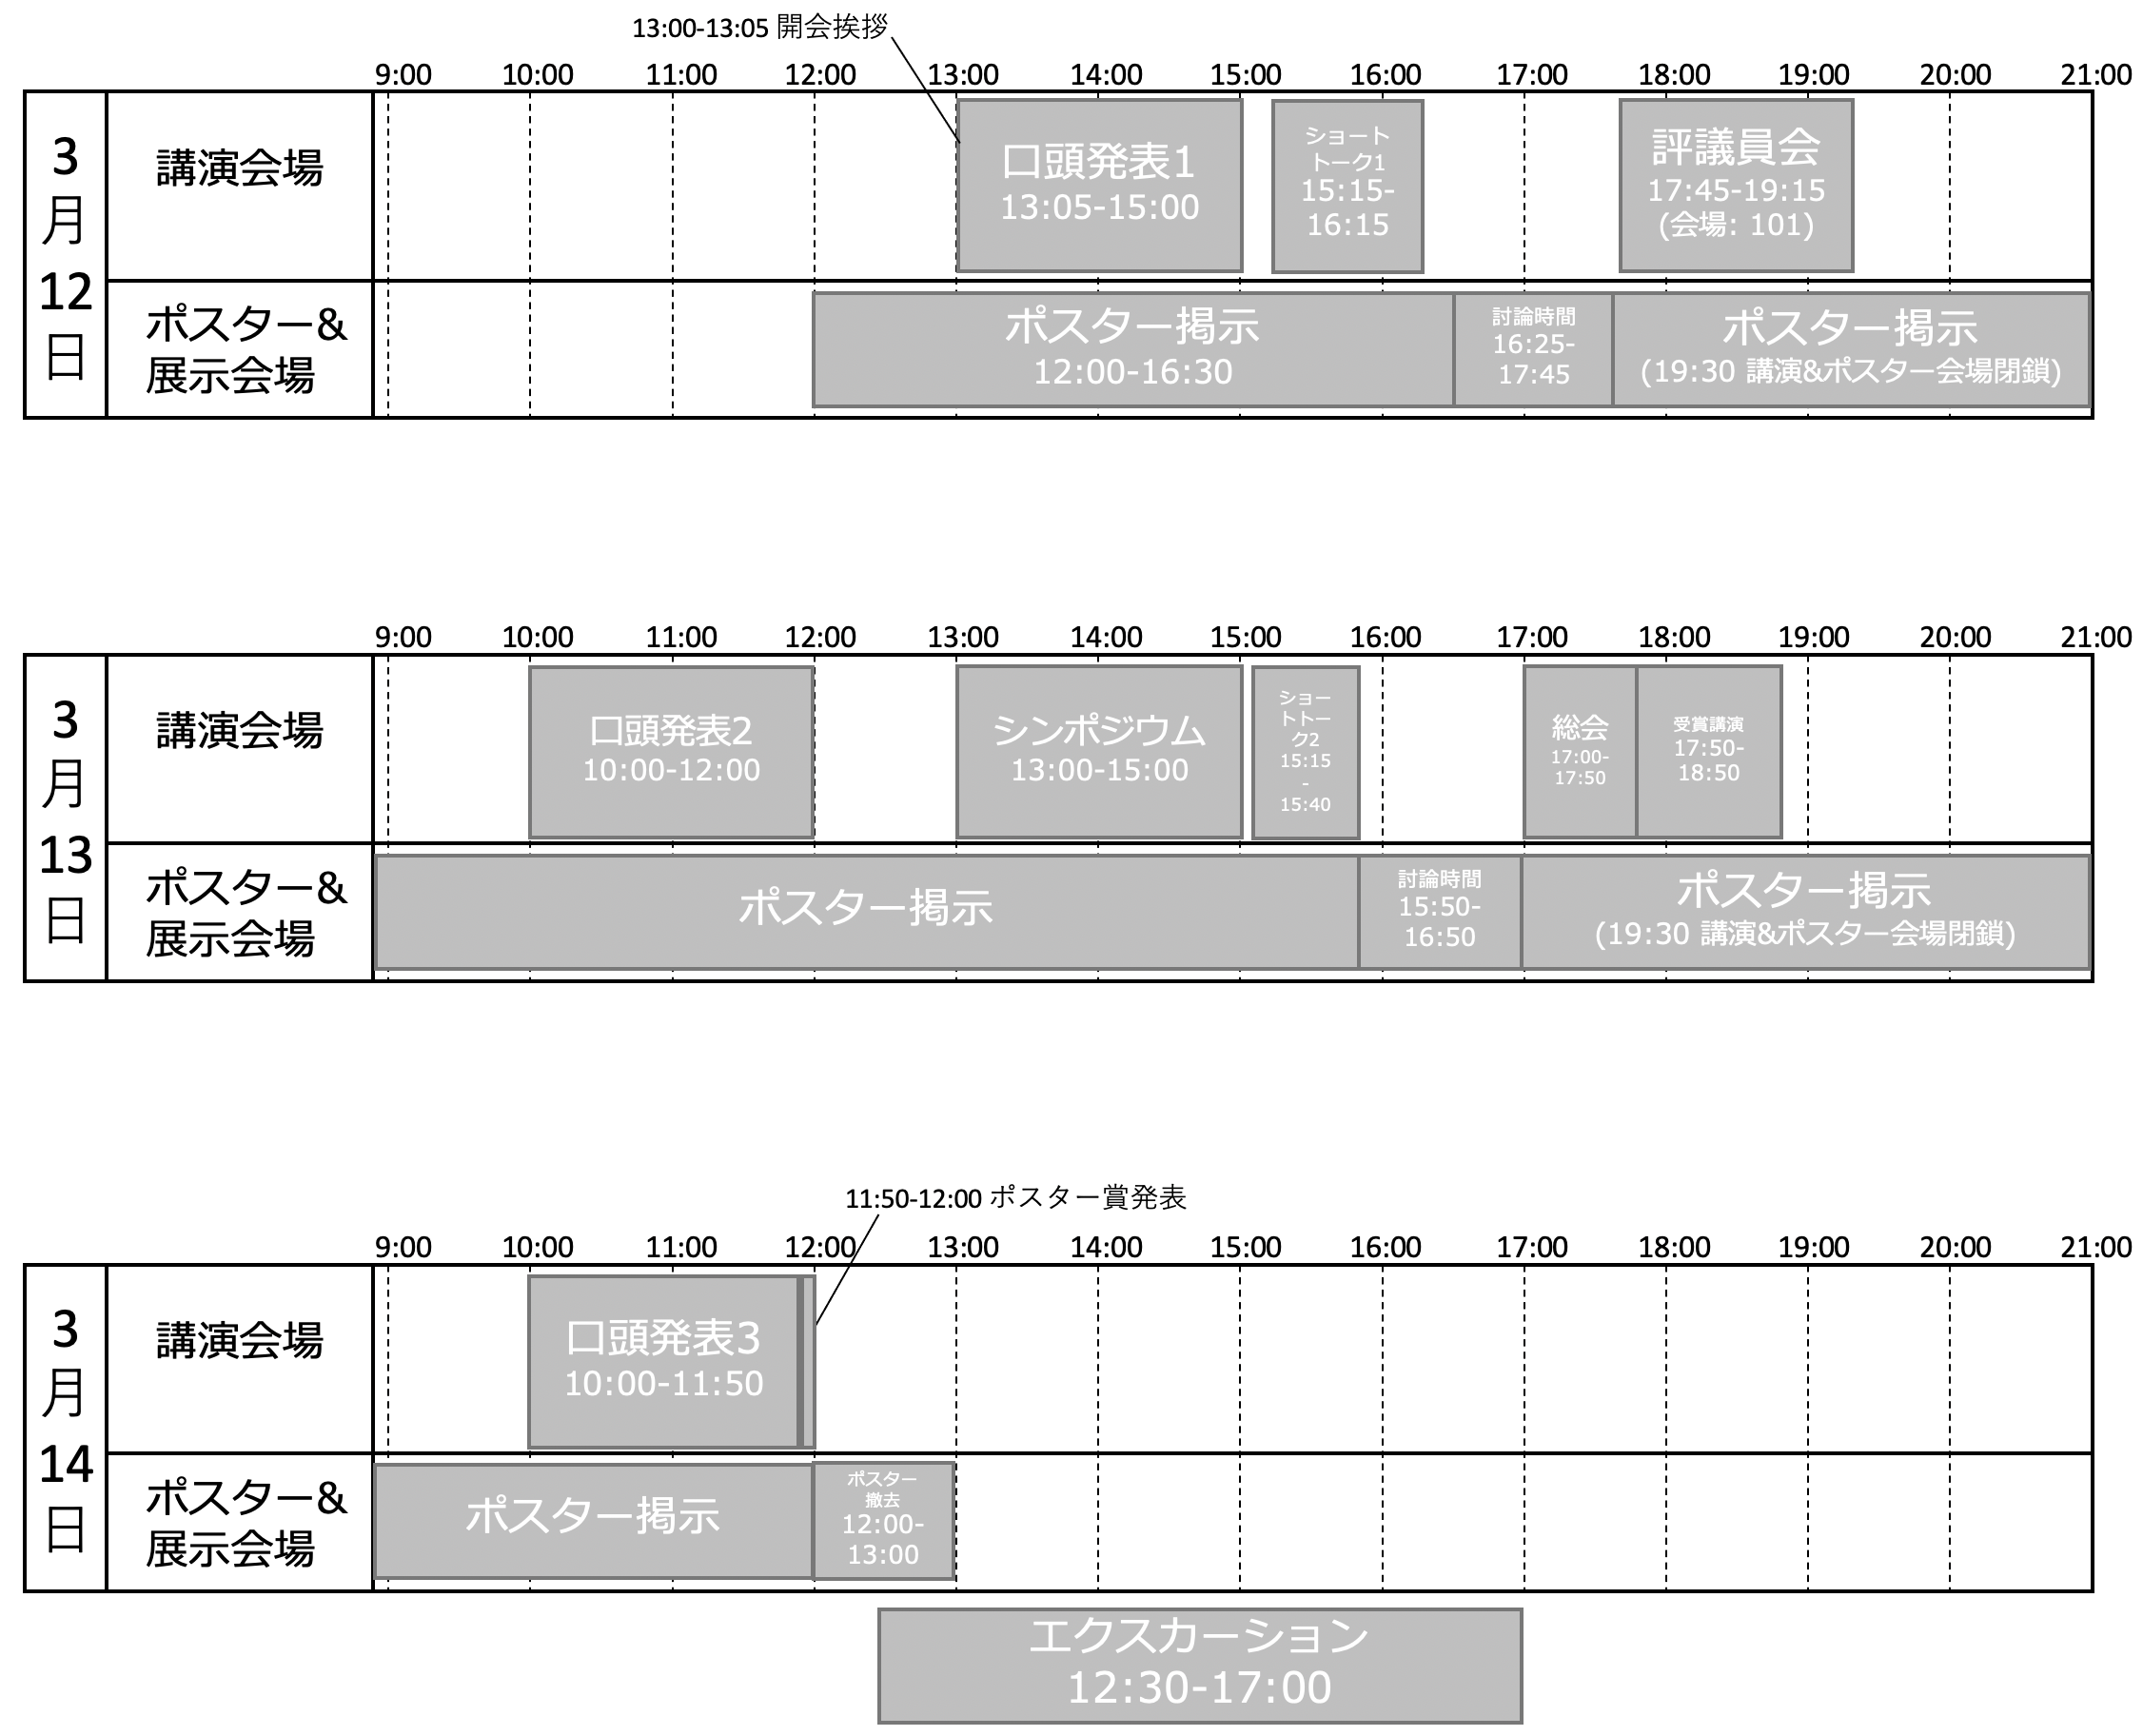 13:00-13:05 開会挨拶
9:00 10:00 11:00 12:00 13:00 14:00 15:00 16:00 17:00 18:00 19:00 20:00 21:00
3
月
12
日
講演会場
口頭発表1
13:05-15:00
ショート
トーク1
15:15-
16:15
評議員会
17:45-19:15
(会場: 101)
ポスター&
展示会場
ポスター掲示
12:00-16:30
討論時間
16:25-
17:45
ポスター掲示
(19:30 講演&ポスター会場閉鎖)
9:00 10:00 11:00 12:00 13:00 14:00 15:00 16:00 17:00 18:00 19:00 20:00 21:00
3
月
13
日
講演会場
口頭発表2
10:00-12:00
シンポジウム
13:00-15:00
ショー
トトー
ク2
15:15
-
15:40
総会
17:00-
17:50
受賞講演
17:50-
18:50
ポスター&
展示会場
ポスター掲示
討論時間
15:50-
16:50
ポスター掲示
(19:30 講演&ポスター会場閉鎖)
11:50-12:00 ポスター賞発表
9:00 10:00 11:00 12:00 13:00 14:00 15:00 16:00 17:00 18:00 19:00 20:00 21:00
3
月
14
日
講演会場
口頭発表3
10:00-11:50
ポスター&
展示会場
ポスター掲示
ポスター
撤去
12:00-
13:00
エクスカーション
12:30-17:00